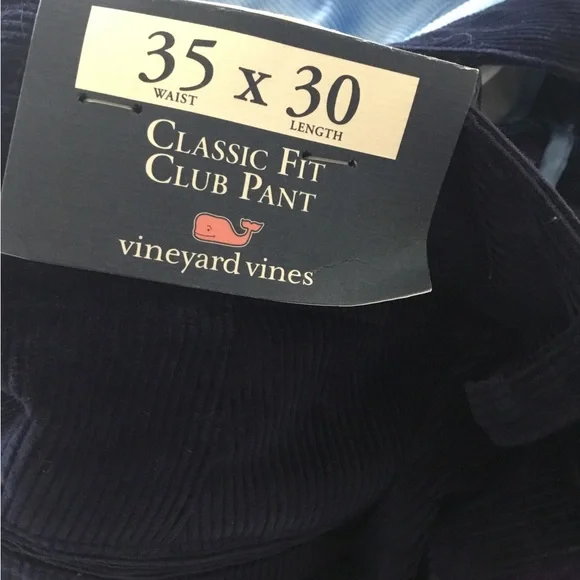 35 x 30
WAIST LENGTH
CLASSIC FIT
CLUB PANT
vineyard vines